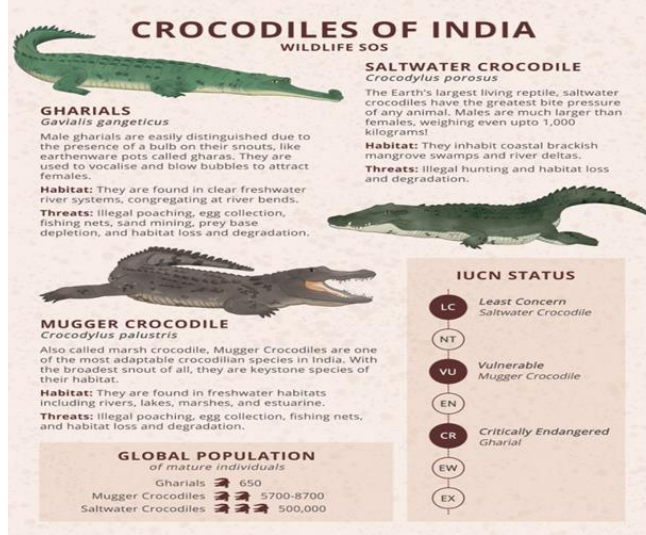 CROCODILES OF INDIA
WILDLIFE SOS
GHARIALS
Gavialis gangeticus
Male gharials are easily distinguished due to
the presence of a bulb on their snouts, like
earthenware pots called gharas. They are
used to vocalise and blow bubbles to attract
females.
Habitat: They are found in clear freshwater
river systems, congregating at river bends.
Threats: Illegal poaching, egg collection,
fishing nets, sand mining, prey base
depletion, and habitat loss and degradation.
SALTWATER CROCODILE
Crocodylus porosus
The Earth's largest living reptile, saltwater
crocodiles have the greatest bite pressure
of any animal. Males are much larger than
females, weighing even upto 1,000
kilograms!
Habitat: They inhabit coastal brackish
mangrove swamps and river deltas.
Threats: Illegal hunting and habitat loss
and degradation.
MUGGER CROCODILE
Crocodylus palustris
Also called marsh crocodile, Mugger Crocodiles are one
of the most adaptable crocodilian species in India. With
the broadest snout of all, they are keystone species of
their habitat.
Habitat: They are found in freshwater habitats
including rivers, lakes, marshes, and estuarine.
Threats: Illegal poaching, egg collection, fishing nets,
and habitat loss and degradation.
GLOBAL POPULATION
of mature individuals
Gharials 650
Mugger Crocodiles 5700-8700
Saltwater Crocodiles 500,000
IUCN STATUS
LC Least Concern
Saltwater Crocodile
NT
VU Vulnerable
Mugger Crocodile
EN
CR Critically Endangered
Gharial
EW
EX